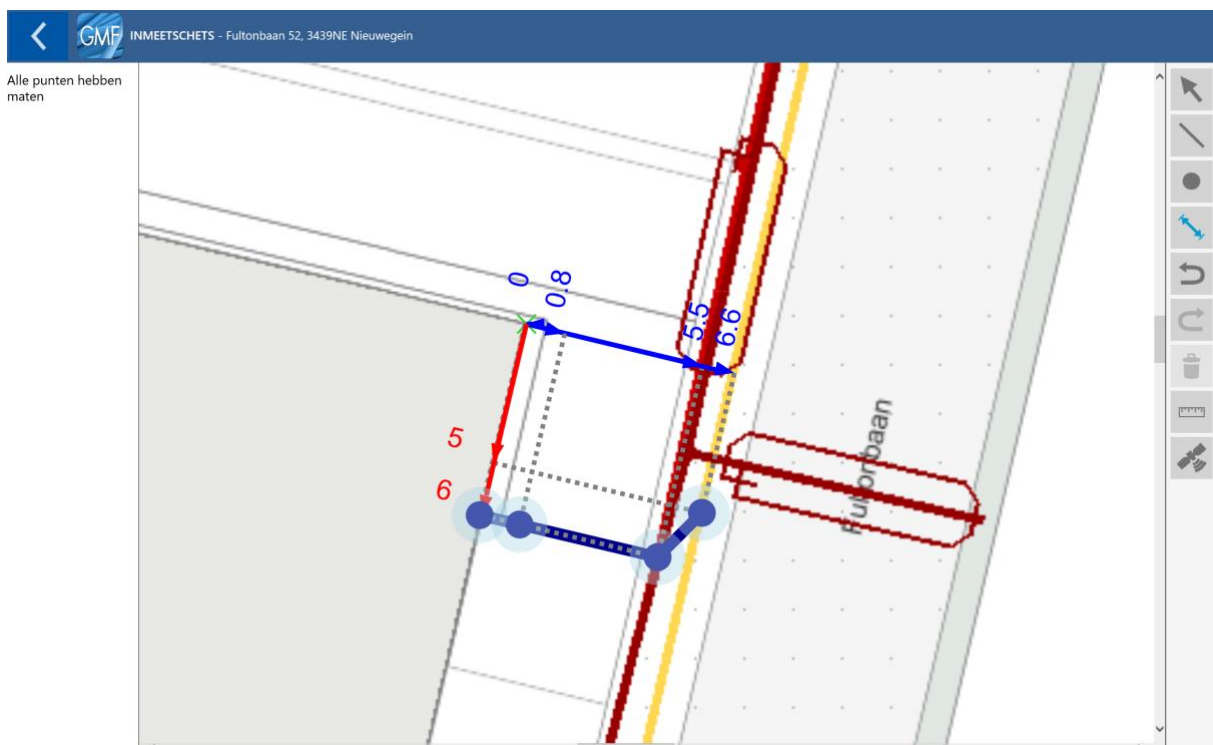 GMF INMEETSCHETS - Fultonbaan 52, 3439NE Nieuwegein
Alle punten hebben
maten
0
0.8
5.5
6.6
5
6
Fultonbaan